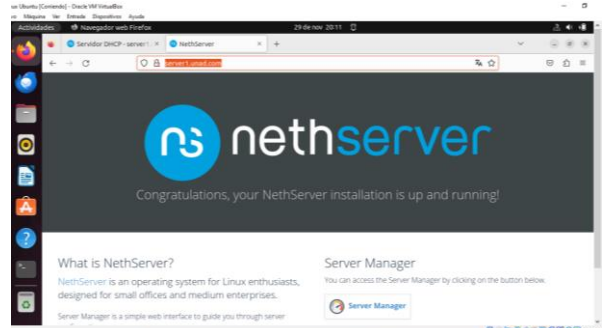 ux Ubuntu [Corriendo] - Oracle VM VirtualBox
vo Máquina Ver Entrada Dispositivos Ayuda
Actividades Navegador web Firefox 29 de nov 20:11
Servidor DHCP - server1. × NethServer × +
server1.unad.com
ns nethserver
Congratulations, your NethServer installation is up and running!
What is NethServer?
NethServer is an operating system for Linux enthusiasts,
designed for small offices and medium enterprises.
Server Manager is a simple web interface to guide you through server
Server Manager
You can access the Server Manager by clicking on the button below.
Server Manager